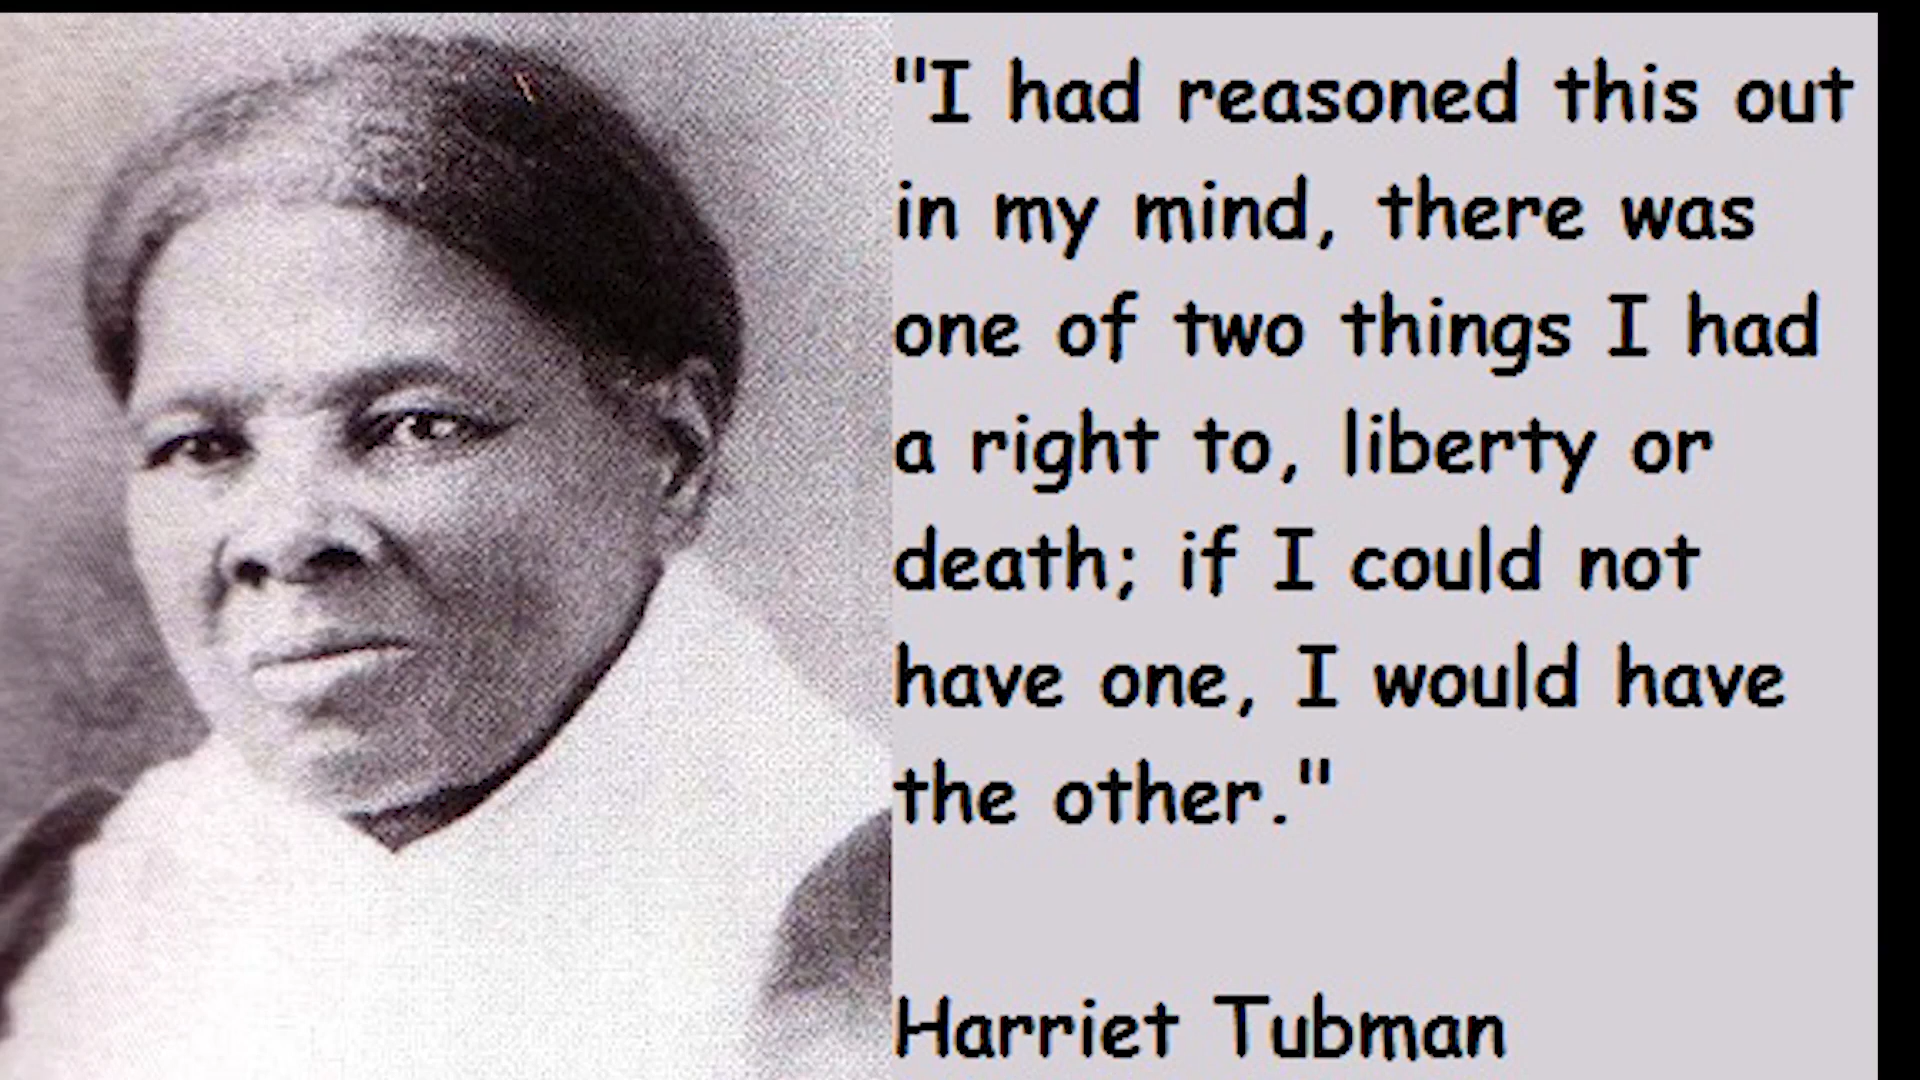 "I had reasoned this out
in my mind, there was
one of two things I had
a right to, liberty or
death; if I could not
have one, I would have
the other."
Harriet Tubman